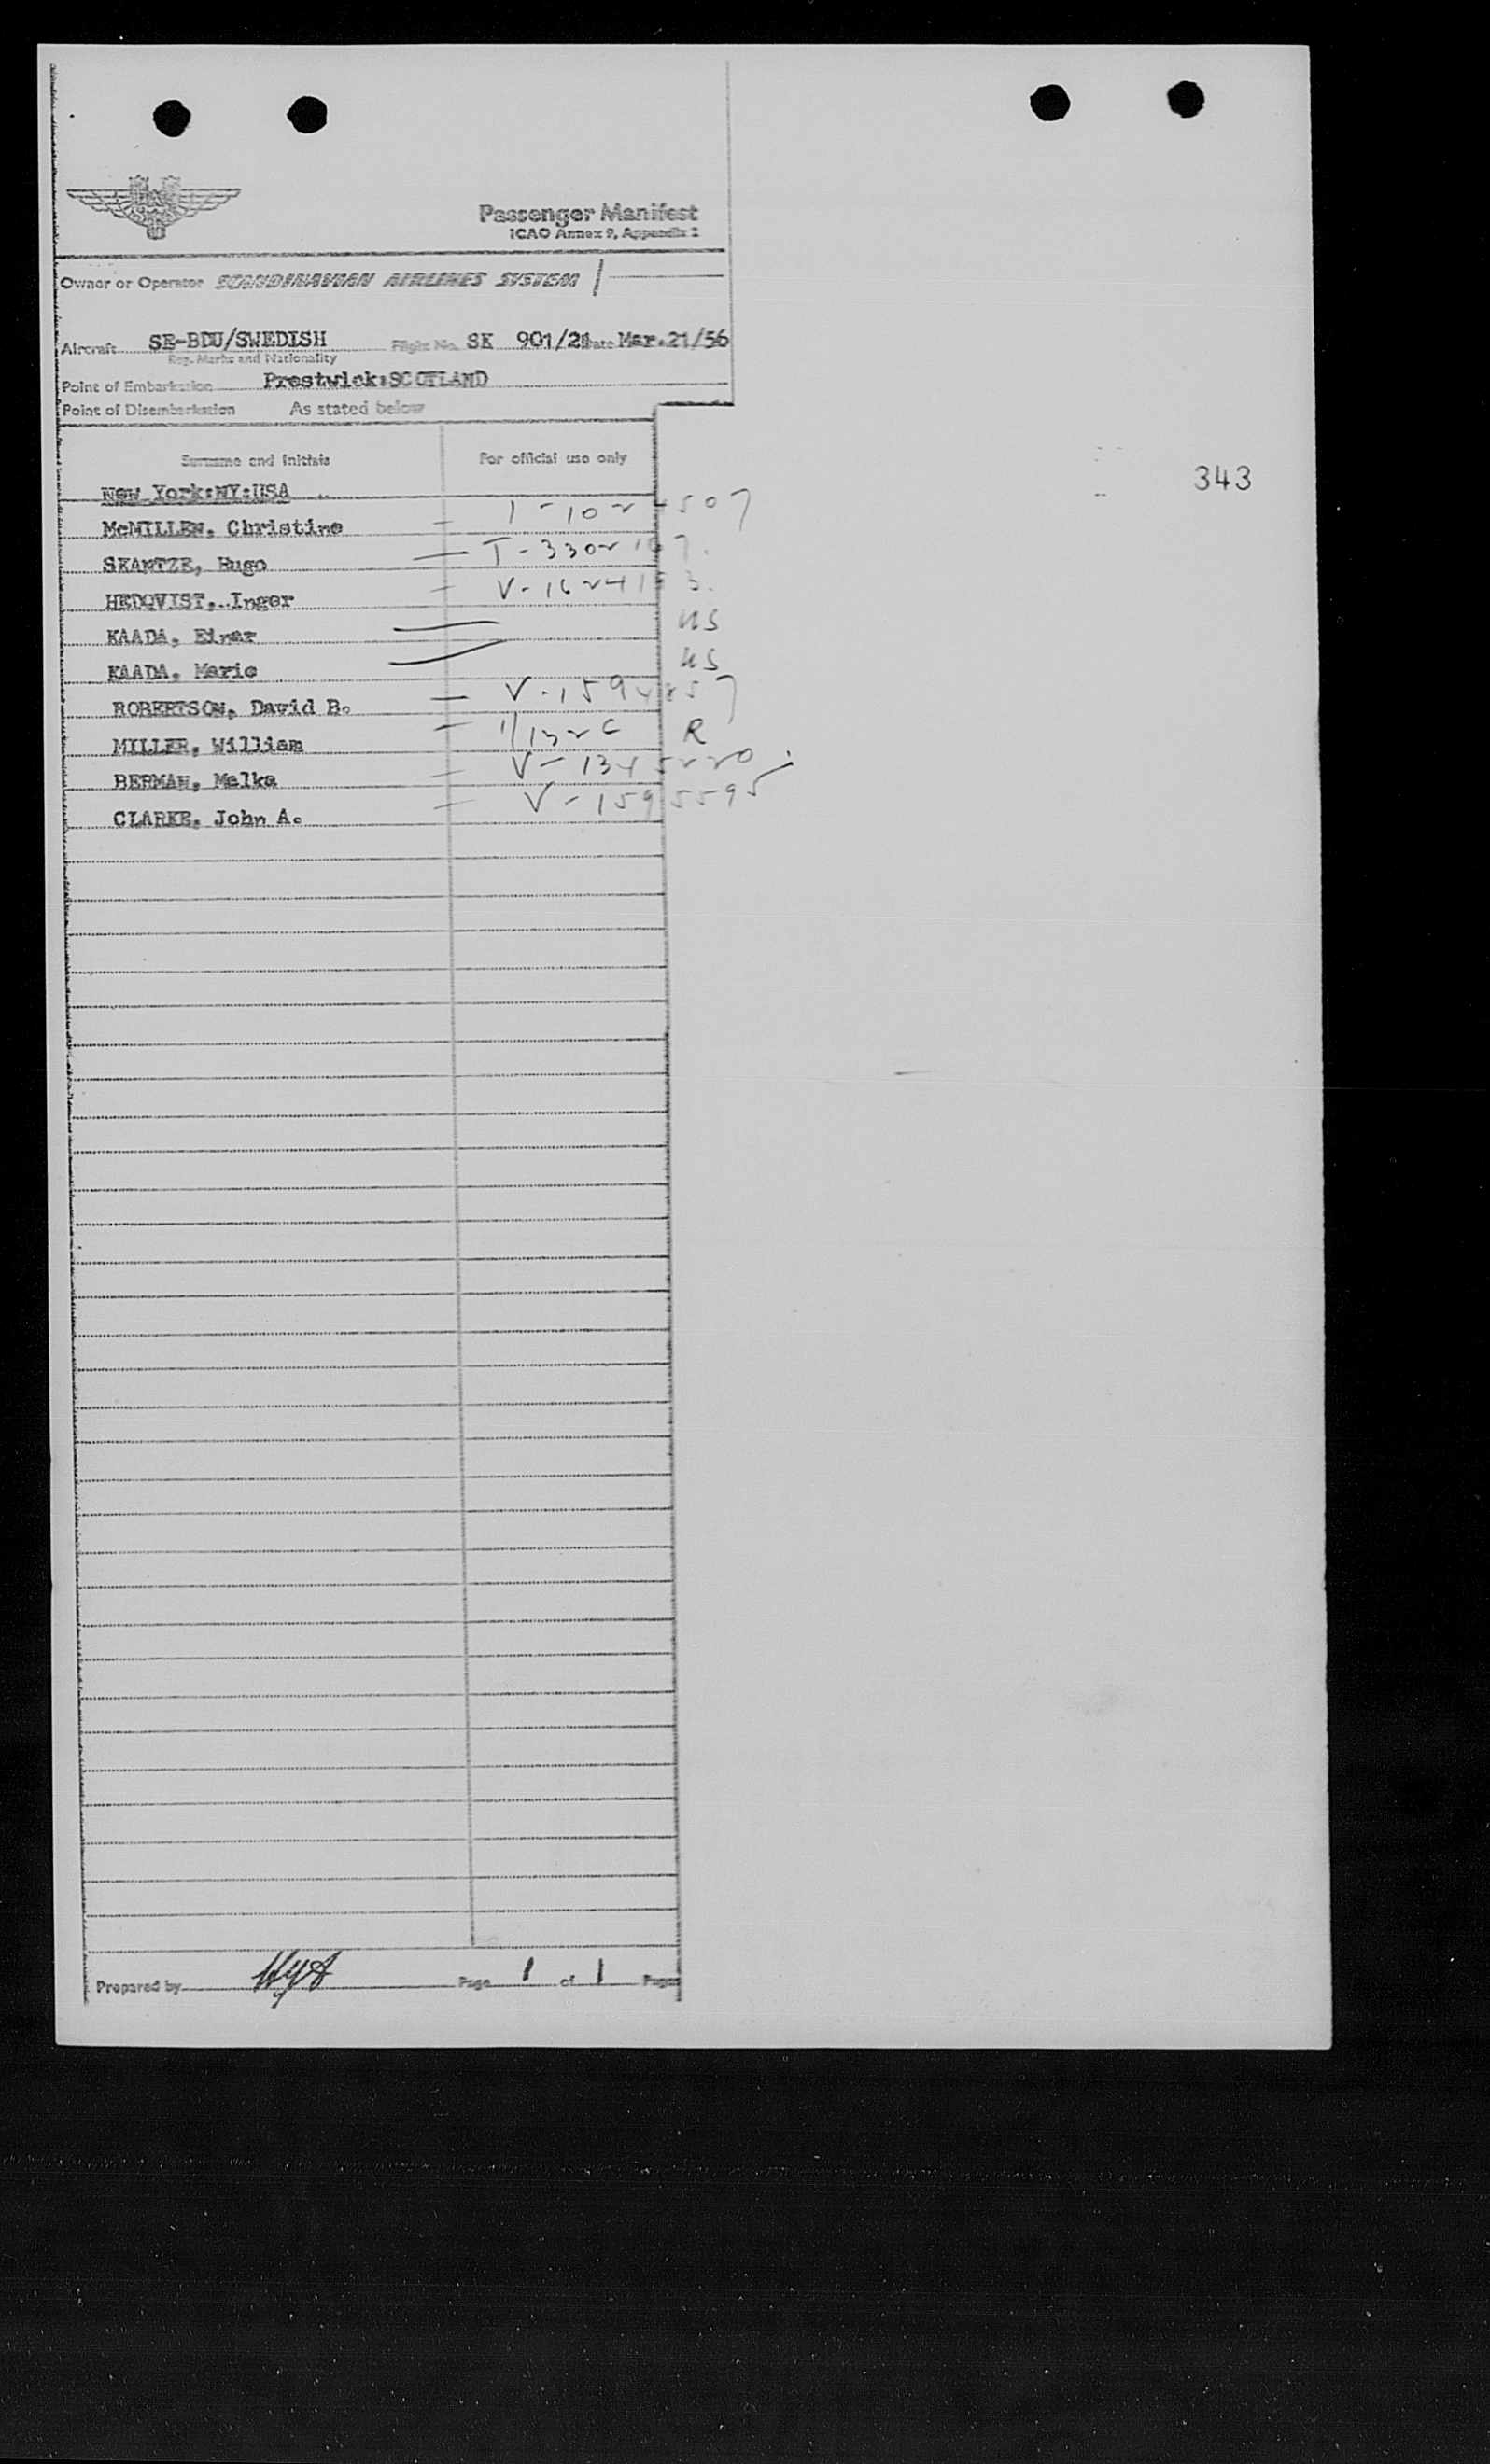 Passenger Manifest
ICAO Annex 9, Appendix 2
Owner or Operator SCANDINAVIAN AIRLINES SYSTEM
Aircraft SE-BDU/SWEDISH Flight No. SK 901/21 Date Mar.21/56
Reg. Marks and Nationality
Point of Embarkation Prestwick:SCOTLAND
Point of Disembarkation As stated below
Surname and Initials For official use only
343
New York:NY:USA
McMILLEN, Christine
SKANTZE, Hugo
HEDQVIST, Inger V-1624153.
KAADA, Einar US
KAADA, Marie US
ROBERTSON, David B.
MILLER, William R
BERMAN, Malka V-1345220
CLARKE, John A. V-1595595
Prepared by Page 1 of 1 Pages